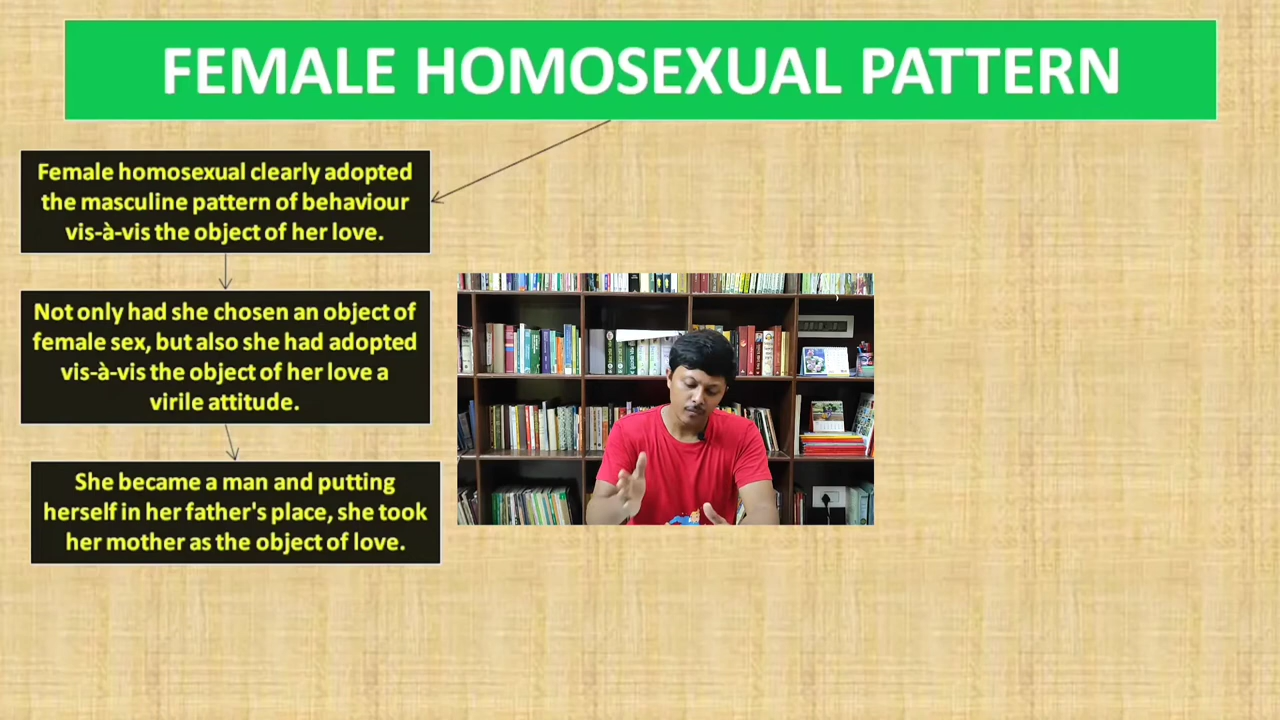 FEMALE HOMOSEXUAL PATTERN
Female homosexual clearly adopted
the masculine pattern of behaviour
vis-à-vis the object of her love.
Not only had she chosen an object of
female sex, but also she had adopted
vis-à-vis the object of her love a
virile attitude.
She became a man and putting
herself in her father's place, she took
her mother as the object of love.